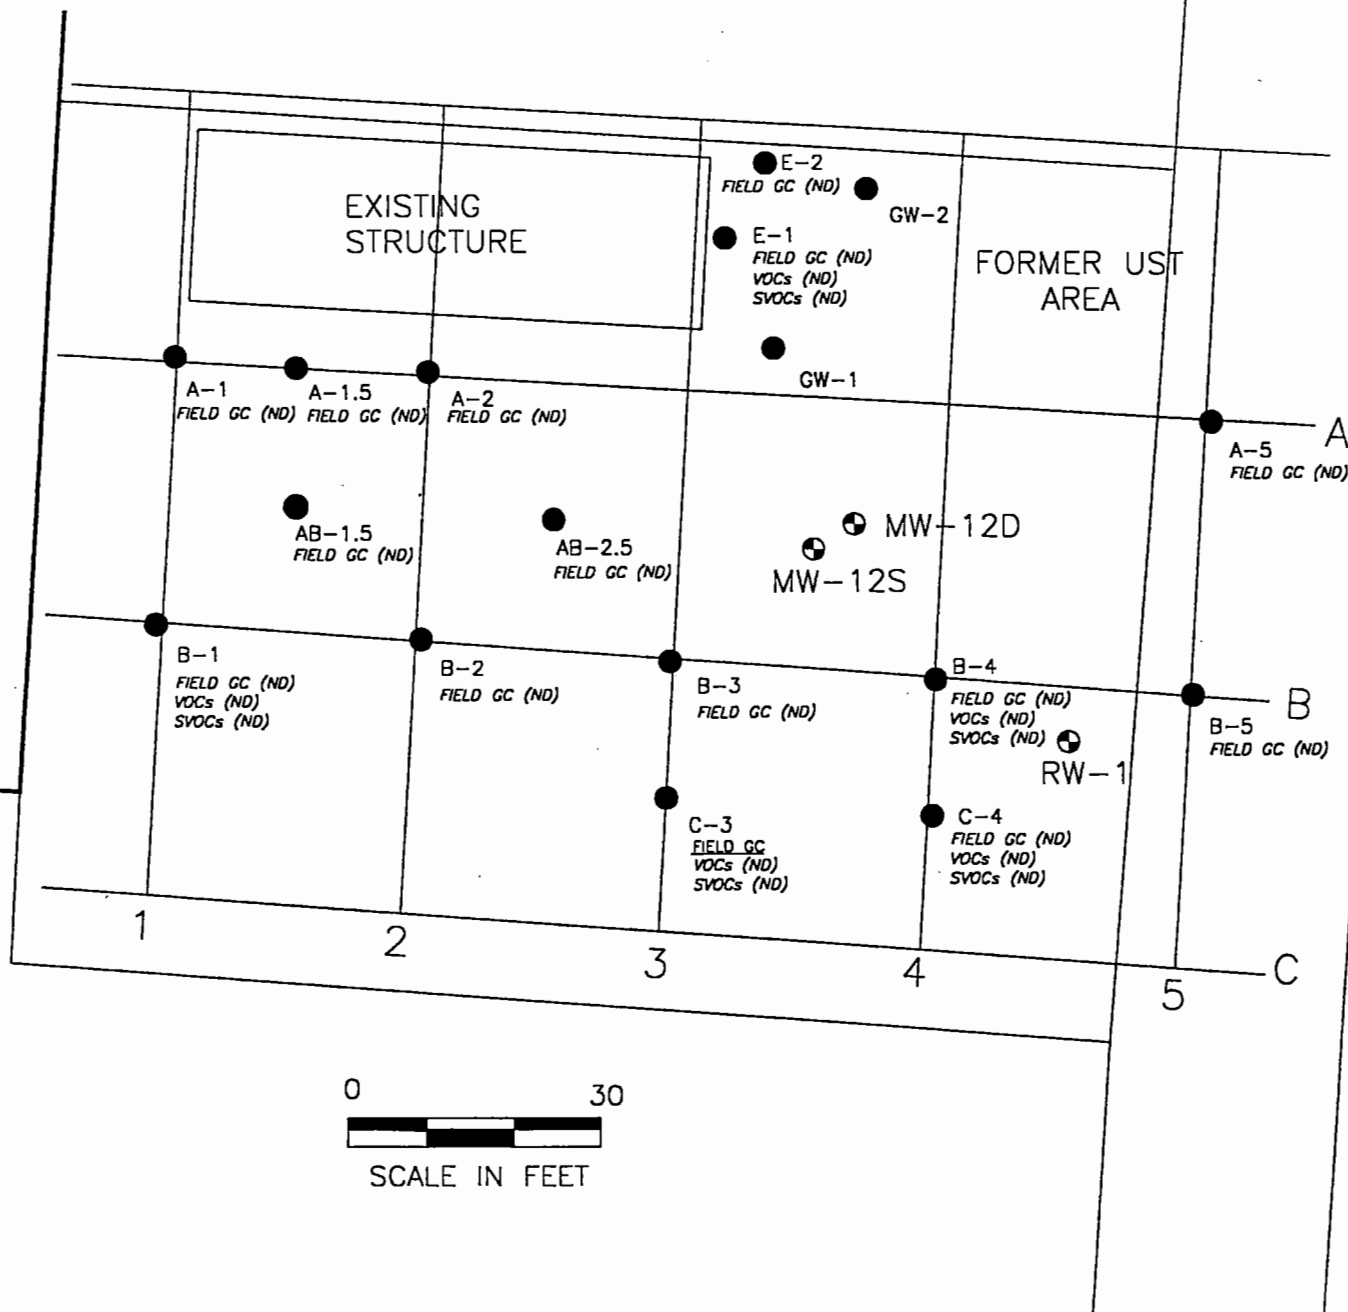 E-2
FIELD GC (ND)
GW-2
EXISTING
STRUCTURE
E-1
FIELD GC (ND)
VOCs (ND)
SVOCs (ND)
FORMER UST
AREA
GW-1
A-1
FIELD GC (ND)
A-1.5
FIELD GC (ND)
A-2
FIELD GC (ND)
A
A-5
FIELD GC (ND)
AB-1.5
FIELD GC (ND)
AB-2.5
FIELD GC (ND)
MW-12D
MW-12S
B-1
FIELD GC (ND)
VOCs (ND)
SVOCs (ND)
B-2
FIELD GC (ND)
B-3
FIELD GC (ND)
B-4
FIELD GC (ND)
VOCs (ND)
SVOCs (ND)
B
B-5
FIELD GC (ND)
RW-1
C-3
FIELD GC
VOCs (ND)
SVOCs (ND)
C-4
FIELD GC (ND)
VOCs (ND)
SVOCs (ND)
1
2
3
4
5
C
0 30
SCALE IN FEET